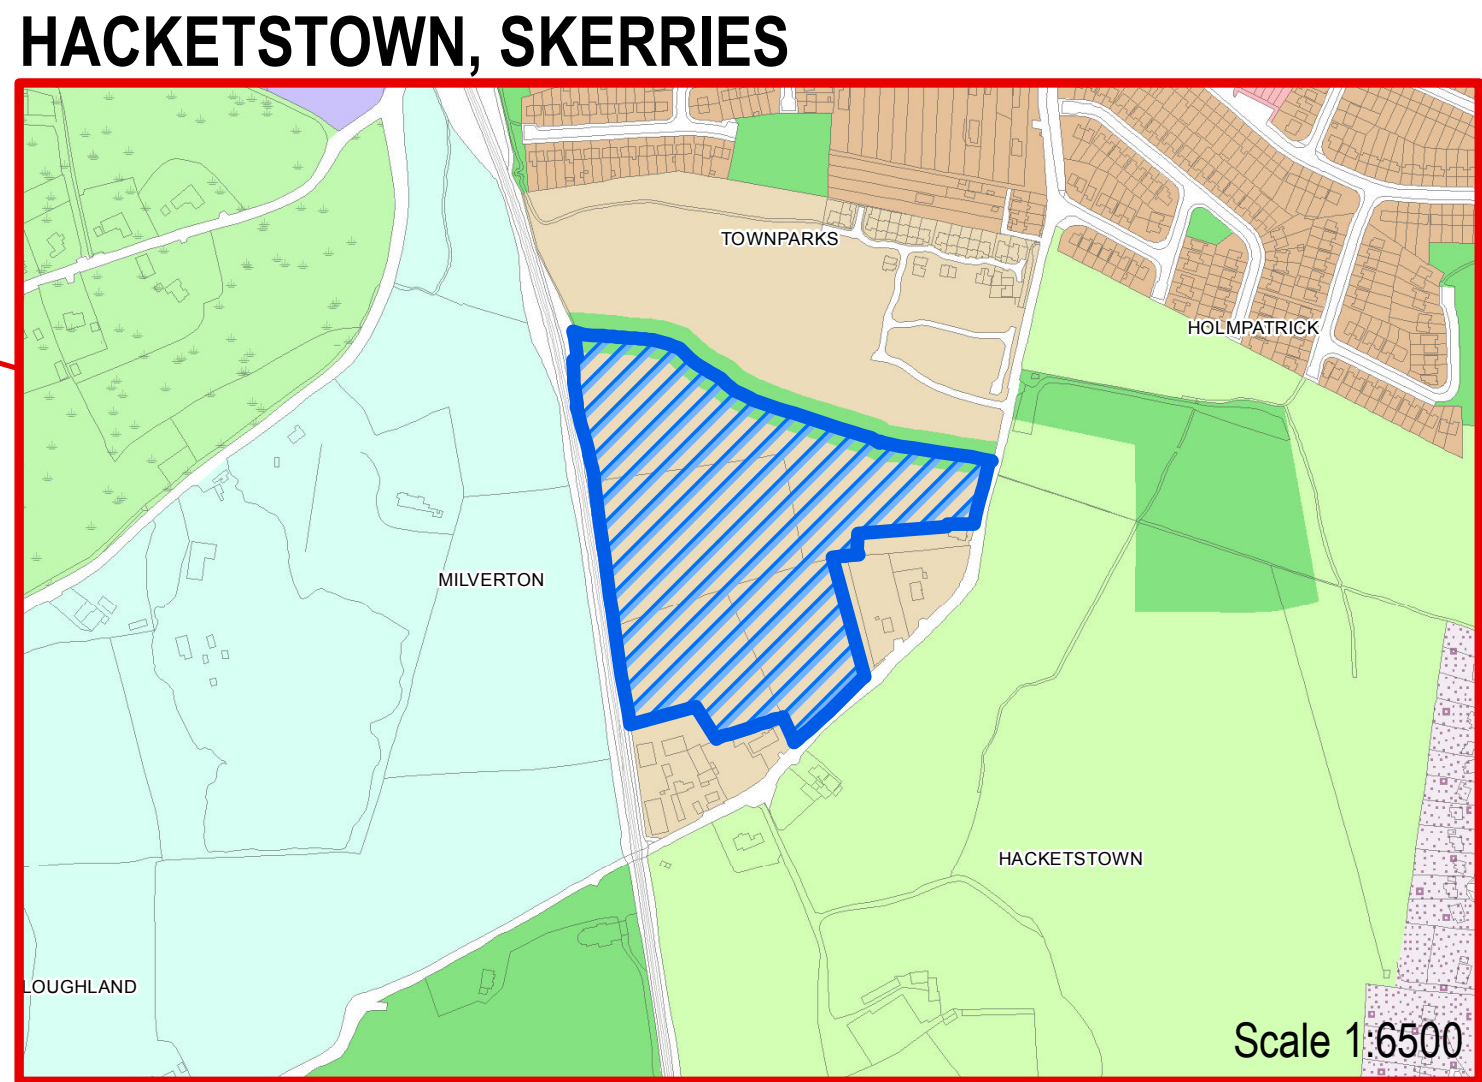 HACKETSTOWN, SKERRIES
TOWNPARKS
HOLMPATRICK
MILVERTON
HACKETSTOWN
LOUGHLAND
Scale 1:6500